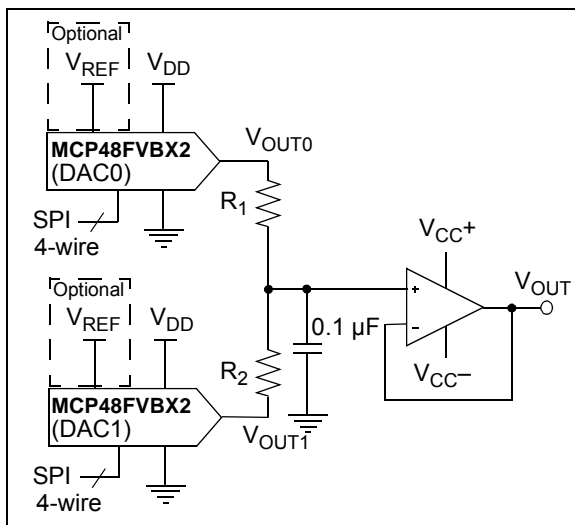 Optional
VREF
VDD
MCP48FVBX2
(DAC0)
VOUT0
SPI
4-wire
R1
VCC+
VOUT
+
–
0.1 µF
VCC–
Optional
VREF
VDD
R2
MCP48FVBX2
(DAC1)
VOUT1
SPI
4-wire